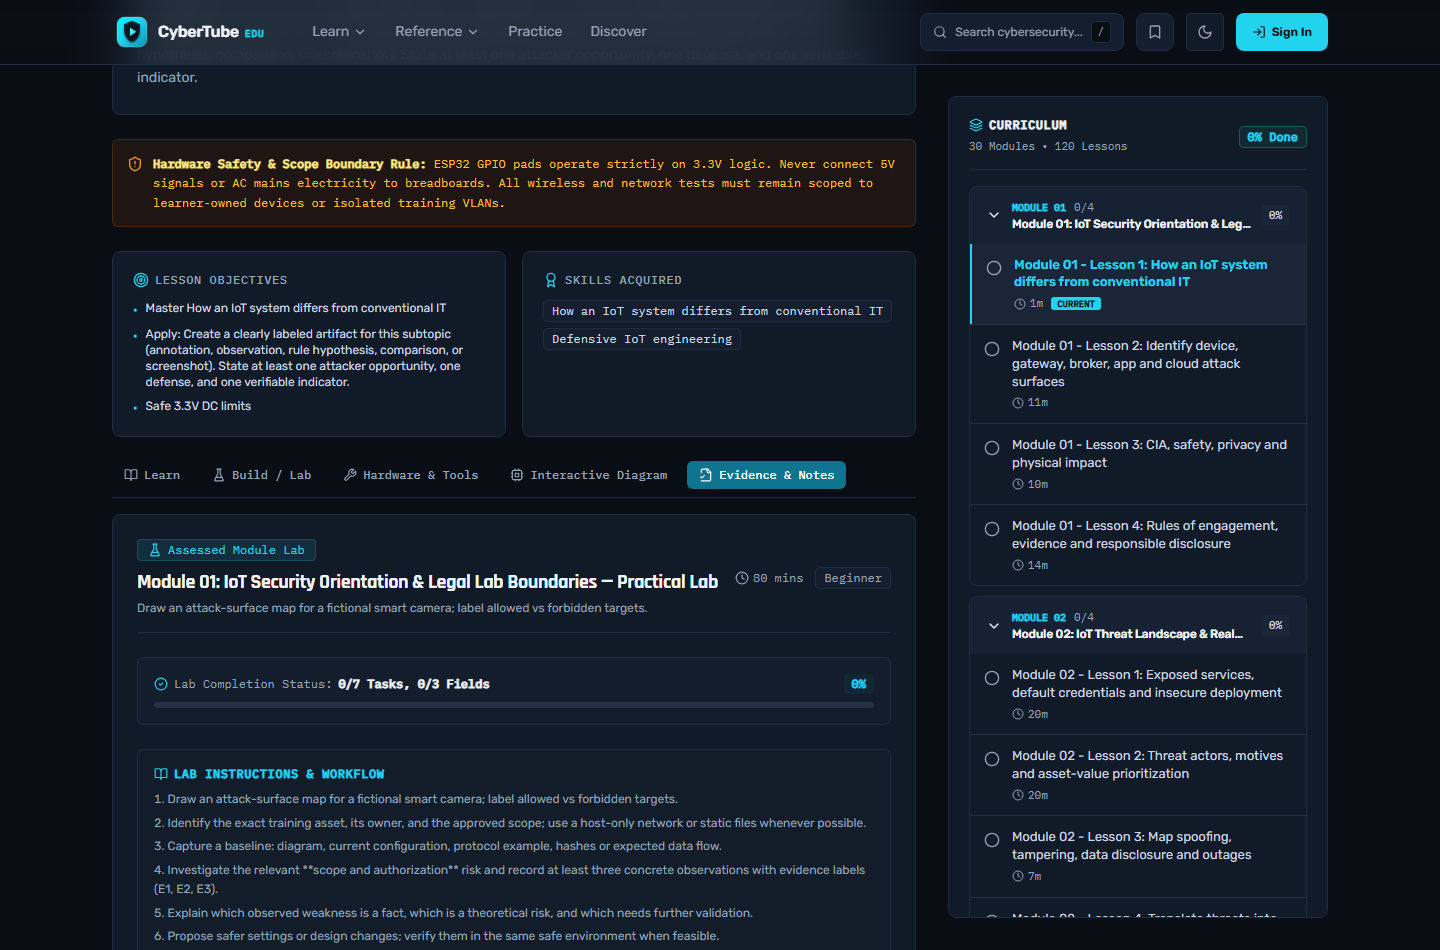 CyberTube EDU
Learn
Reference
Practice
Discover
Search cybersecurity... /
Sign In
indicator.
Hardware Safety & Scope Boundary Rule: ESP32 GPIO pads operate strictly on 3.3V logic. Never connect 5V
signals or AC mains electricity to breadboards. All wireless and network tests must remain scoped to
learner-owned devices or isolated training VLANs.
LESSON OBJECTIVES
• Master How an IoT system differs from conventional IT
• Apply: Create a clearly labeled artifact for this subtopic
(annotation, observation, rule hypothesis, comparison, or
screenshot). State at least one attacker opportunity, one
defense, and one verifiable indicator.
• Safe 3.3V DC limits
SKILLS ACQUIRED
How an IoT system differs from conventional IT
Defensive IoT engineering
Learn
Build / Lab
Hardware & Tools
Interactive Diagram
Evidence & Notes
Assessed Module Lab
Module 01: IoT Security Orientation & Legal Lab Boundaries — Practical Lab
80 mins
Beginner
Draw an attack-surface map for a fictional smart camera; label allowed vs forbidden targets.
Lab Completion Status: 0/7 Tasks, 0/3 Fields
0%
LAB INSTRUCTIONS & WORKFLOW
1. Draw an attack-surface map for a fictional smart camera; label allowed vs forbidden targets.
2. Identify the exact training asset, its owner, and the approved scope; use a host-only network or static files whenever possible.
3. Capture a baseline: diagram, current configuration, protocol example, hashes or expected data flow.
4. Investigate the relevant **scope and authorization** risk and record at least three concrete observations with evidence labels
(E1, E2, E3).
5. Explain which observed weakness is a fact, which is a theoretical risk, and which needs further validation.
6. Propose safer settings or design changes; verify them in the same safe environment when feasible.
CURRICULUM
30 Modules • 120 Lessons
0% Done
MODULE 01 0/4
Module 01: IoT Security Orientation & Leg...
0%
Module 01 - Lesson 1: How an IoT system
differs from conventional IT
1m CURRENT
Module 01 - Lesson 2: Identify device,
gateway, broker, app and cloud attack
surfaces
11m
Module 01 - Lesson 3: CIA, safety, privacy and
physical impact
10m
Module 01 - Lesson 4: Rules of engagement,
evidence and responsible disclosure
14m
MODULE 02 0/4
Module 02: IoT Threat Landscape & Real...
0%
Module 02 - Lesson 1: Exposed services,
default credentials and insecure deployment
20m
Module 02 - Lesson 2: Threat actors, motives
and asset-value prioritization
20m
Module 02 - Lesson 3: Map spoofing,
tampering, data disclosure and outages
7m
Module 02 - Lesson 4: Translate threats into